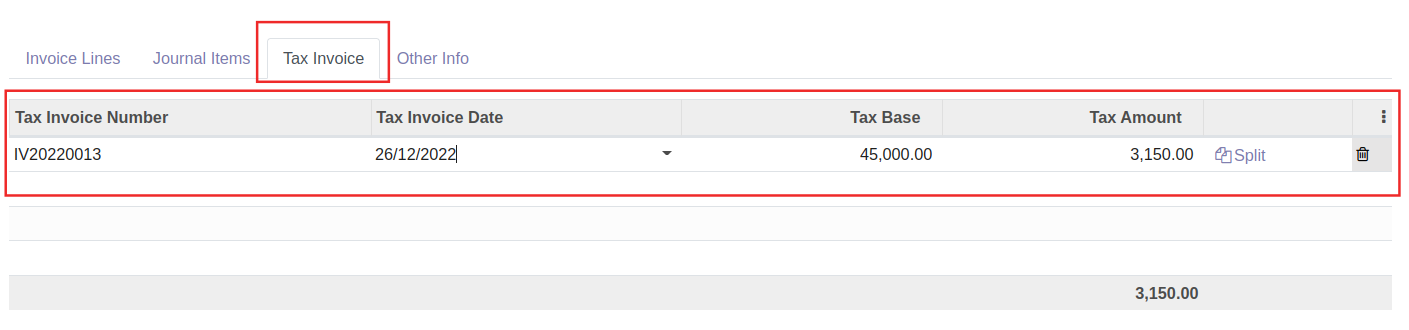 Invoice Lines Journal Items Tax Invoice Other Info
Tax Invoice Number Tax Invoice Date Tax Base Tax Amount
IV20220013 26/12/2022 45,000.00 3,150.00 Split
3,150.00